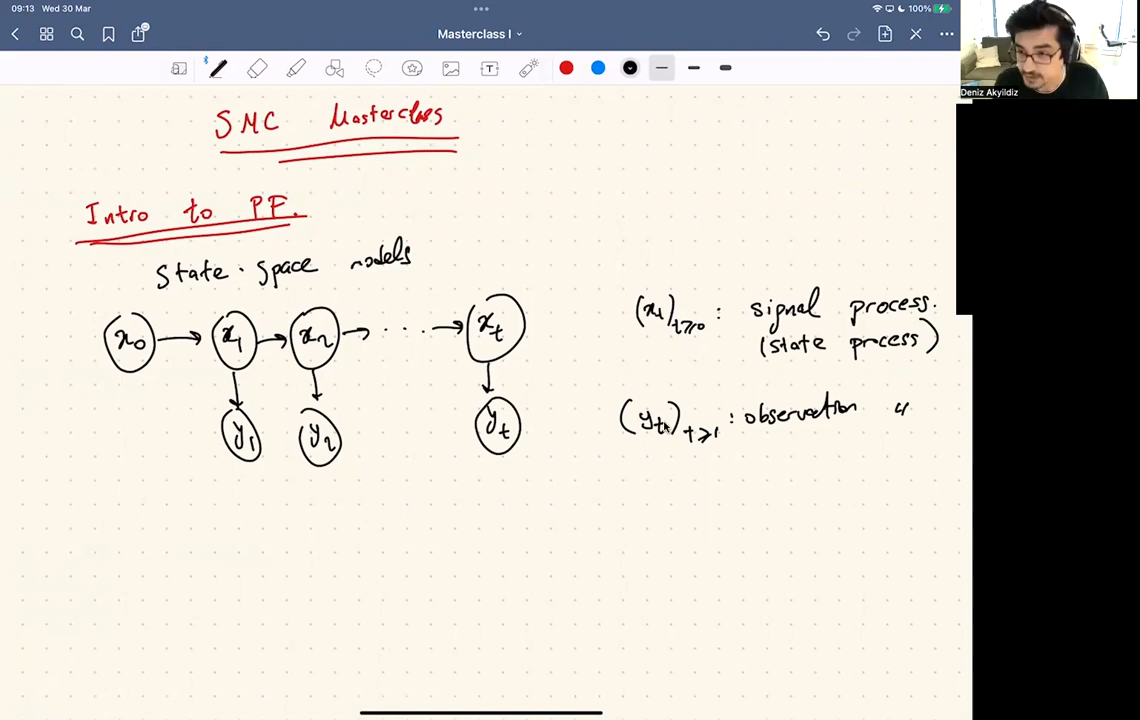 09:13 Wed 30 Mar
100%
Masterclass I
Deniz Akyildiz
SMC Masterclass
Intro to PF.
State-space models
x₀ → x₁ → x₂ → ... → xₜ
y₁ y₂ yₜ
(xₜ)ₜ≥₀ : signal process.
(state process)
(yₜ)ₜ≥₁ : observation "